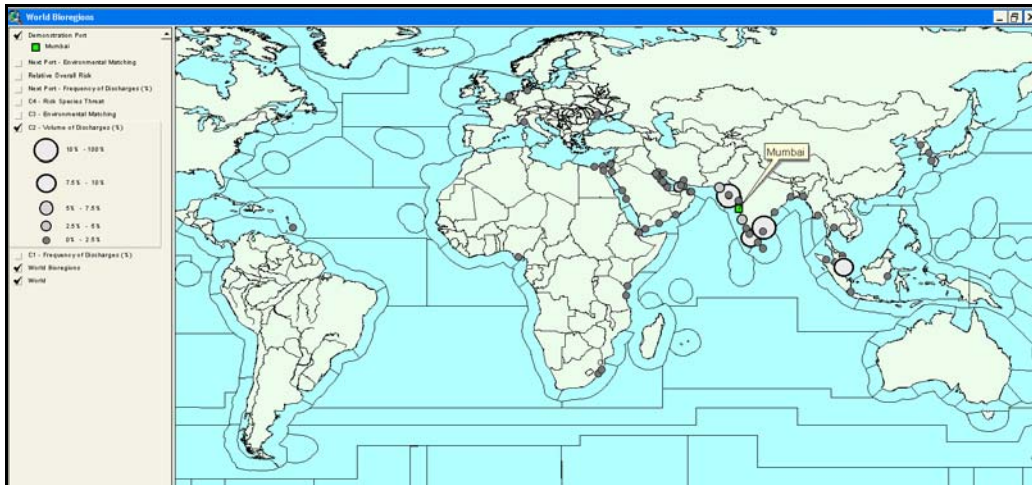 World Bioregions
Demonstration Port
Mumbai
Next Port - Environmental Matching
Relative Overall Risk
Next Port - Frequency of Discharges (%)
C4 - Risk Species Threat
C3 - Environmental Matching
C2 - Volume of Discharges (%)
10% - 100%
7.5% - 10%
5% - 7.5%
2.5% - 5%
0% - 2.5%
C1 - Frequency of Discharges (%)
World Bioregions
World
Mumbai